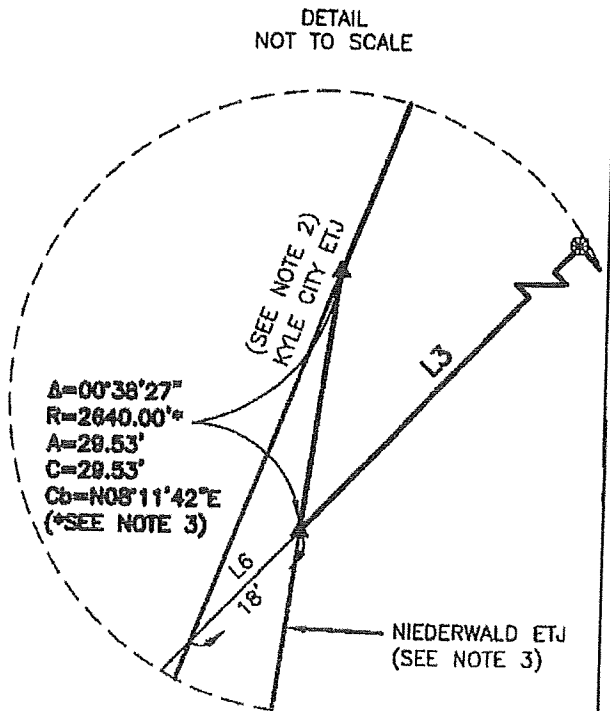 DETAIL
NOT TO SCALE
(SEE NOTE 2)
KYLE CITY ETJ
L3
Δ=00°38'27"
R=2640.00'*
A=29.53'
C=29.53'
Cb=N08°11'42"E
(*SEE NOTE 3)
L6
18'
NIEDERWALD ETJ
(SEE NOTE 3)